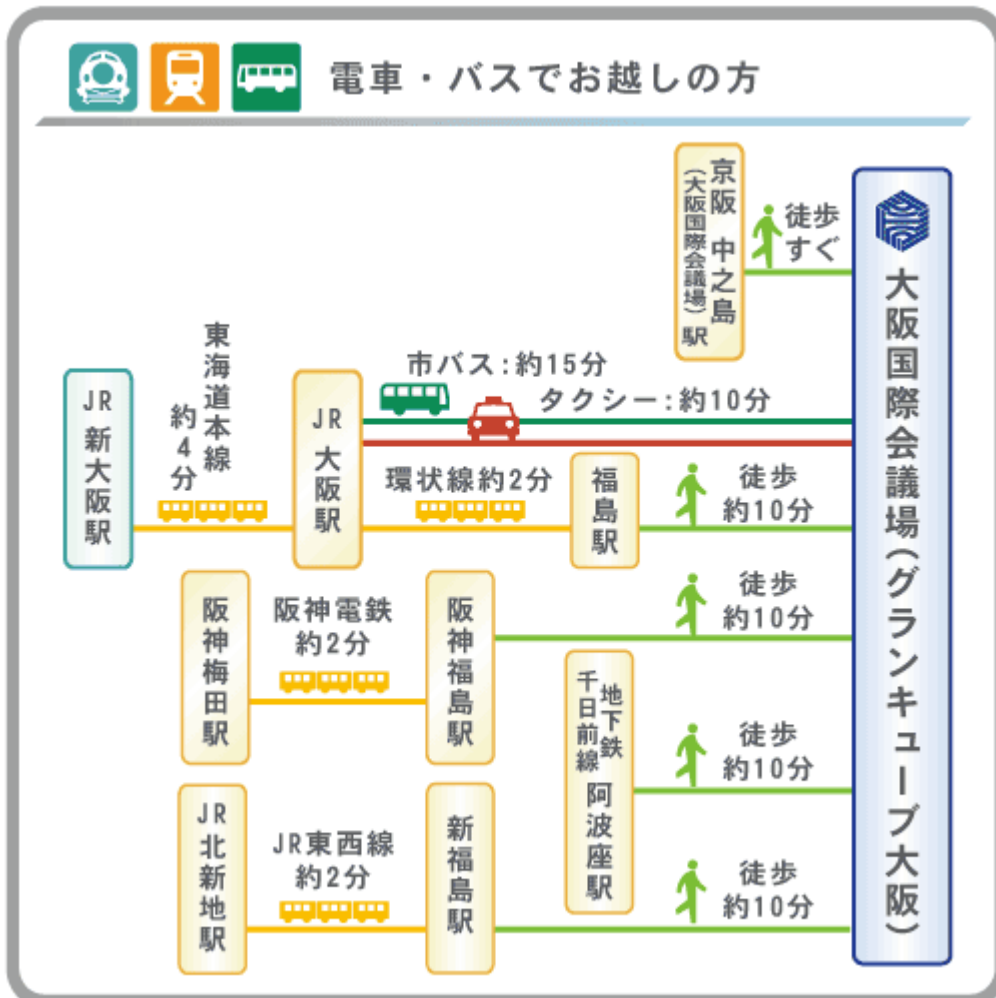 電車・バスでお越しの方
京阪 中之島駅
(大阪国際会議場)
徒歩
すぐ
大阪国際会議場(グランキューブ大阪)
JR 新大阪駅
東海道本線
約4分
JR 大阪駅
市バス:約15分
タクシー:約10分
環状線約2分
福島駅
徒歩
約10分
阪神梅田駅
阪神電鉄
約2分
阪神福島駅
徒歩
約10分
地下鉄
千日前線
阿波座駅
徒歩
約10分
JR 北新地駅
JR東西線
約2分
新福島駅
徒歩
約10分